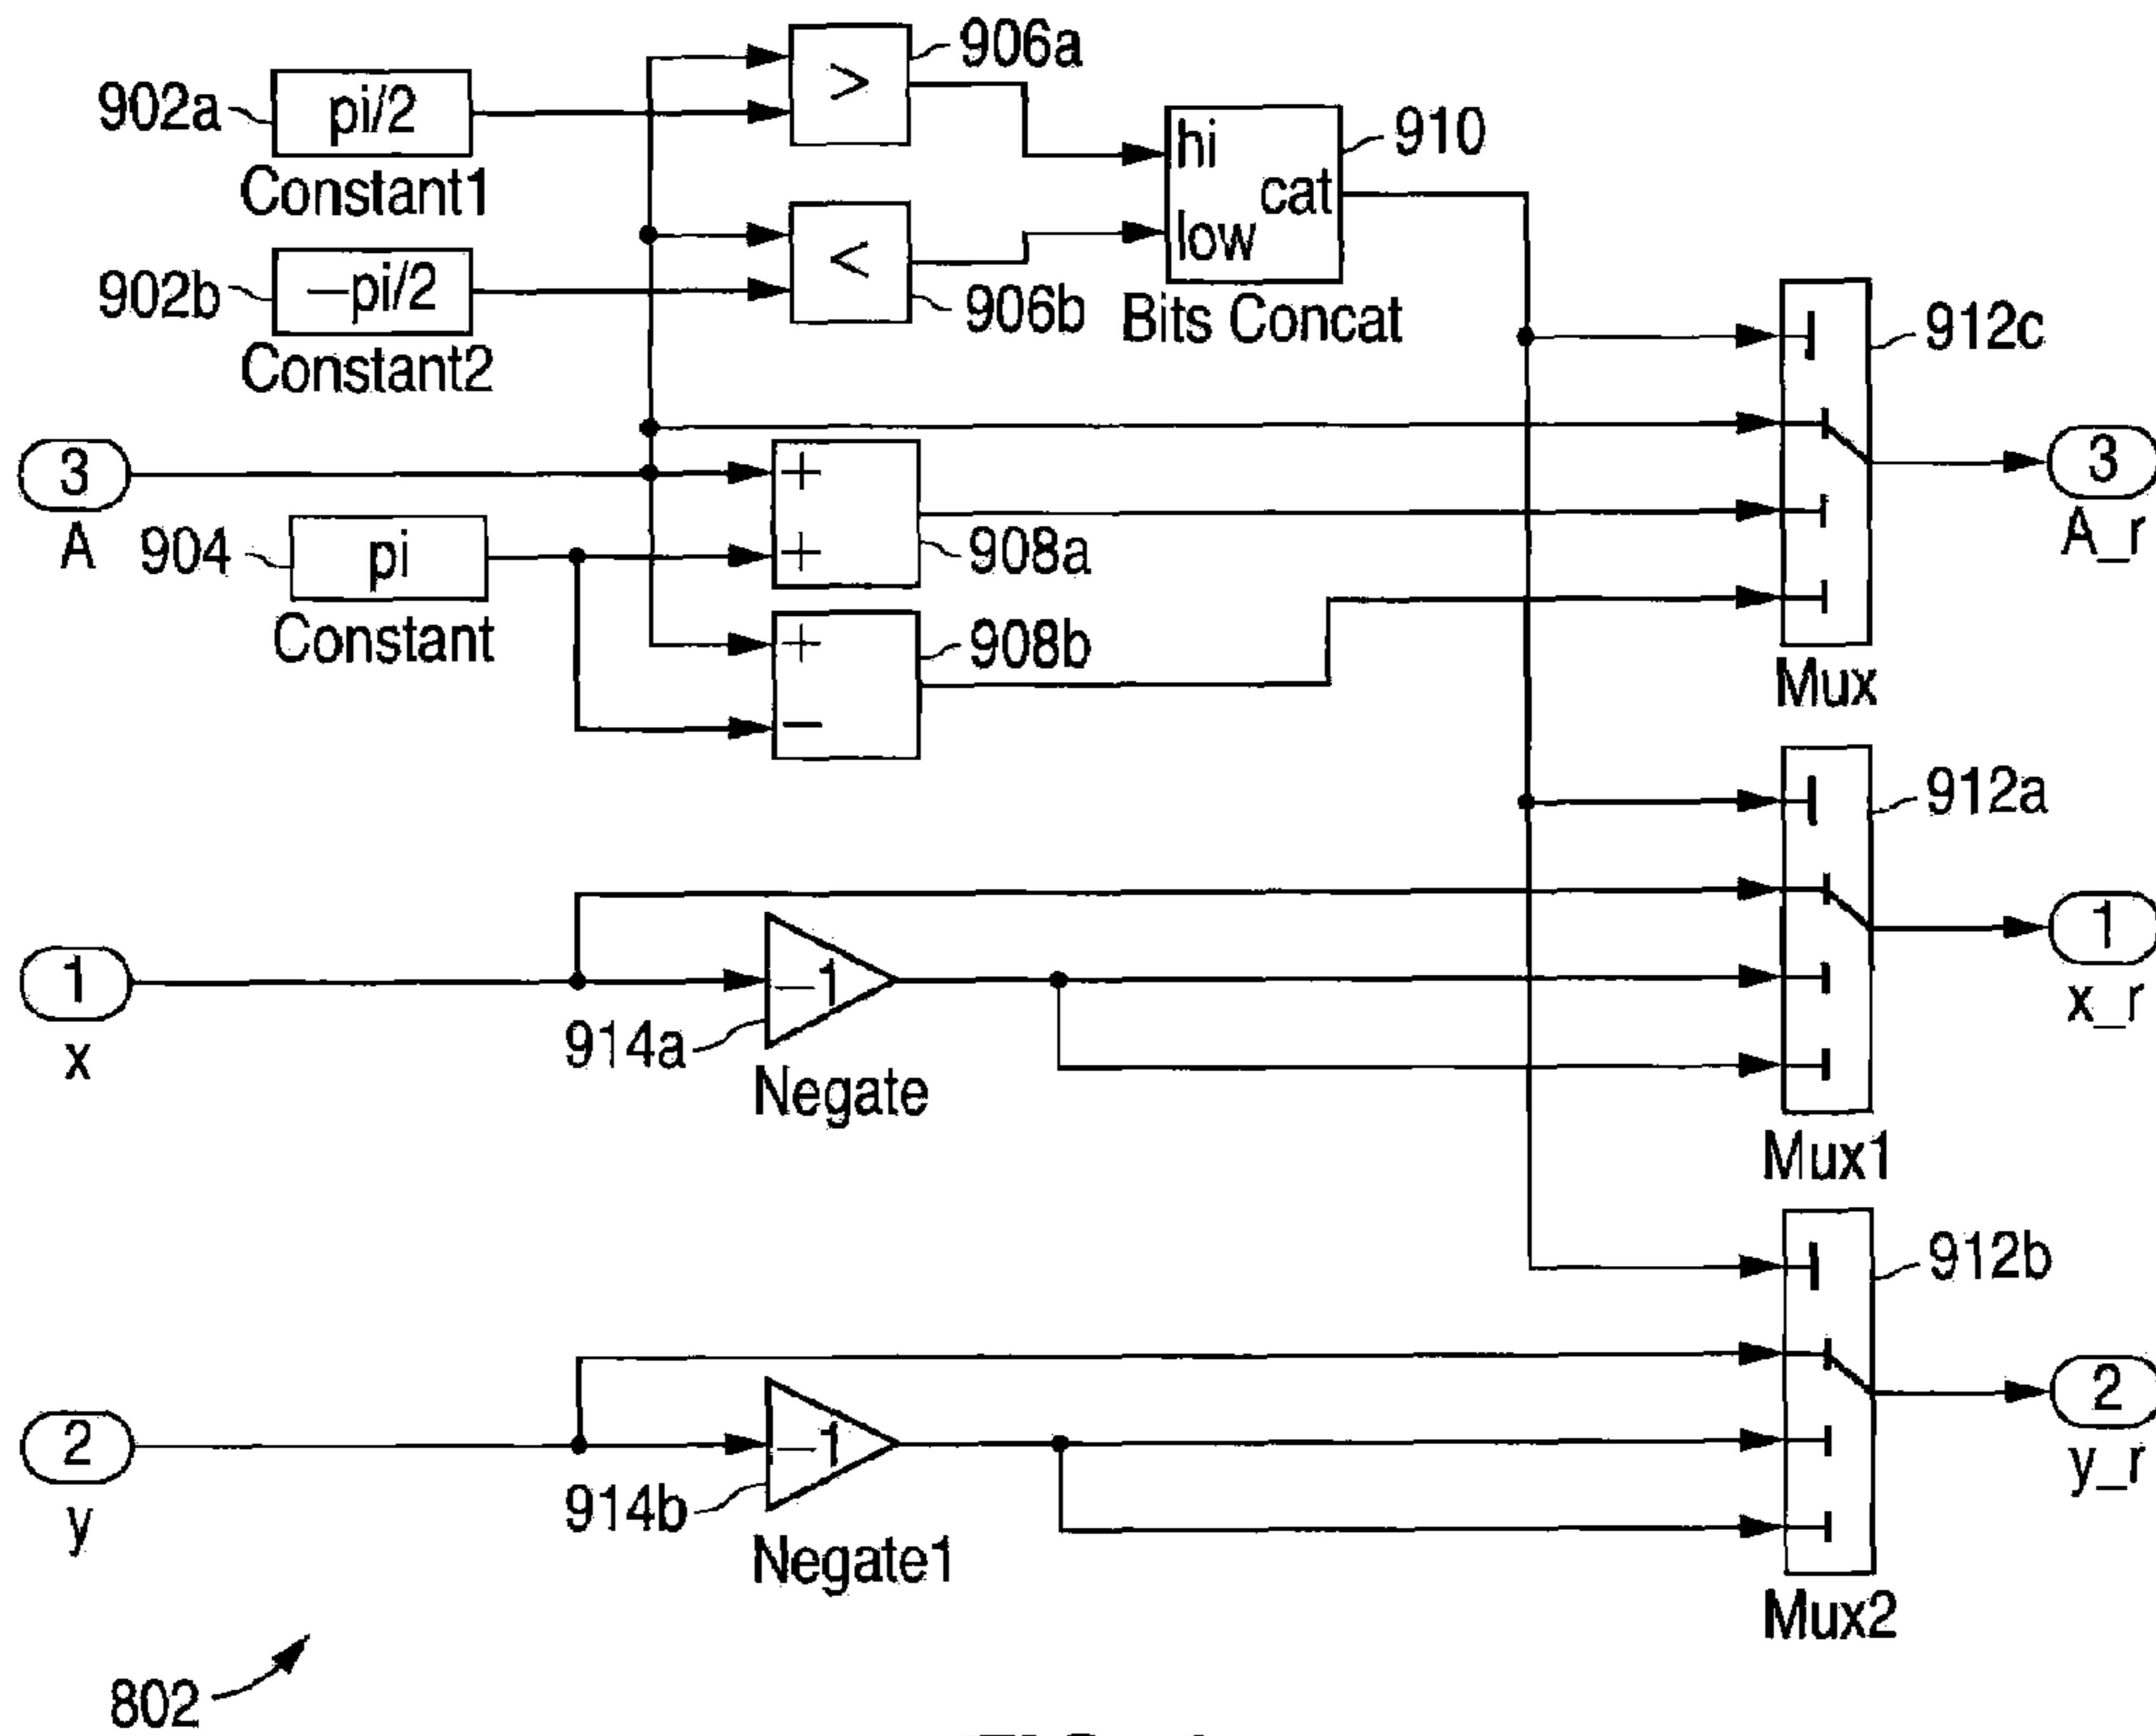 902a
pi/2
Constant1
902b
—pi/2
Constant2
>
906a
<
906b
hi
low
cat
910
Bits Concat
3
A
904
pi
Constant
+
+
908a
+
—
908b
912c
Mux
3
A_r
1
x
—1
914a
Negate
912a
Mux1
1
x_r
2
y
—1
914b
Negate1
912b
Mux2
2
y_r
802